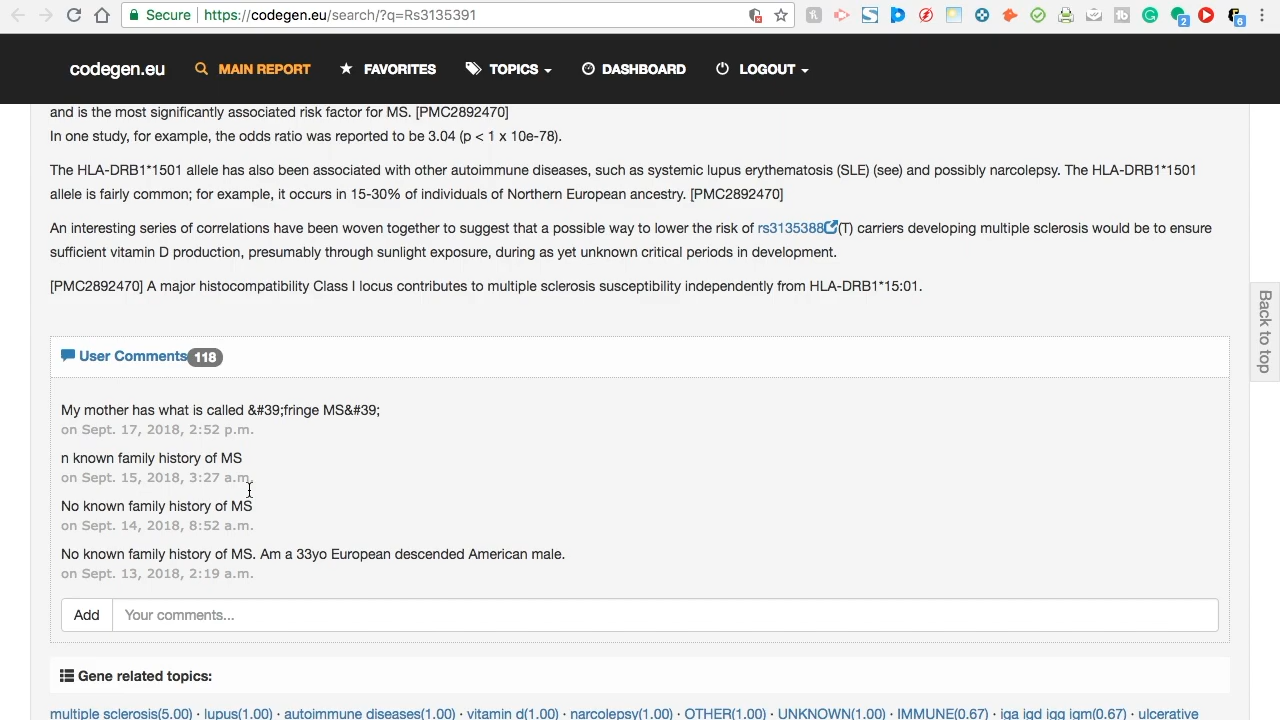 Secure https://codegen.eu/search/?q=Rs3135391
2
6
codegen.eu MAIN REPORT FAVORITES TOPICS DASHBOARD LOGOUT
and is the most significantly associated risk factor for MS. [PMC2892470]
In one study, for example, the odds ratio was reported to be 3.04 (p < 1 x 10e-78).
The HLA-DRB1*1501 allele has also been associated with other autoimmune diseases, such as systemic lupus erythematosis (SLE) (see) and possibly narcolepsy. The HLA-DRB1*1501
allele is fairly common; for example, it occurs in 15-30% of individuals of Northern European ancestry. [PMC2892470]
An interesting series of correlations have been woven together to suggest that a possible way to lower the risk of rs3135388(T) carriers developing multiple sclerosis would be to ensure
sufficient vitamin D production, presumably through sunlight exposure, during as yet unknown critical periods in development.
[PMC2892470] A major histocompatibility Class I locus contributes to multiple sclerosis susceptibility independently from HLA-DRB1*15:01.
Back to top
User Comments 118
My mother has what is called &#39;fringe MS&#39;
on Sept. 17, 2018, 2:52 p.m.
n known family history of MS
on Sept. 15, 2018, 3:27 a.m.
No known family history of MS
on Sept. 14, 2018, 8:52 a.m.
No known family history of MS. Am a 33yo European descended American male.
on Sept. 13, 2018, 2:19 a.m.
Add Your comments...
Gene related topics:
multiple sclerosis(5.00) · lupus(1.00) · autoimmune diseases(1.00) · vitamin d(1.00) · narcolepsy(1.00) · OTHER(1.00) · UNKNOWN(1.00) · IMMUNE(0.67) · iga igd igg igm(0.67) · ulcerative